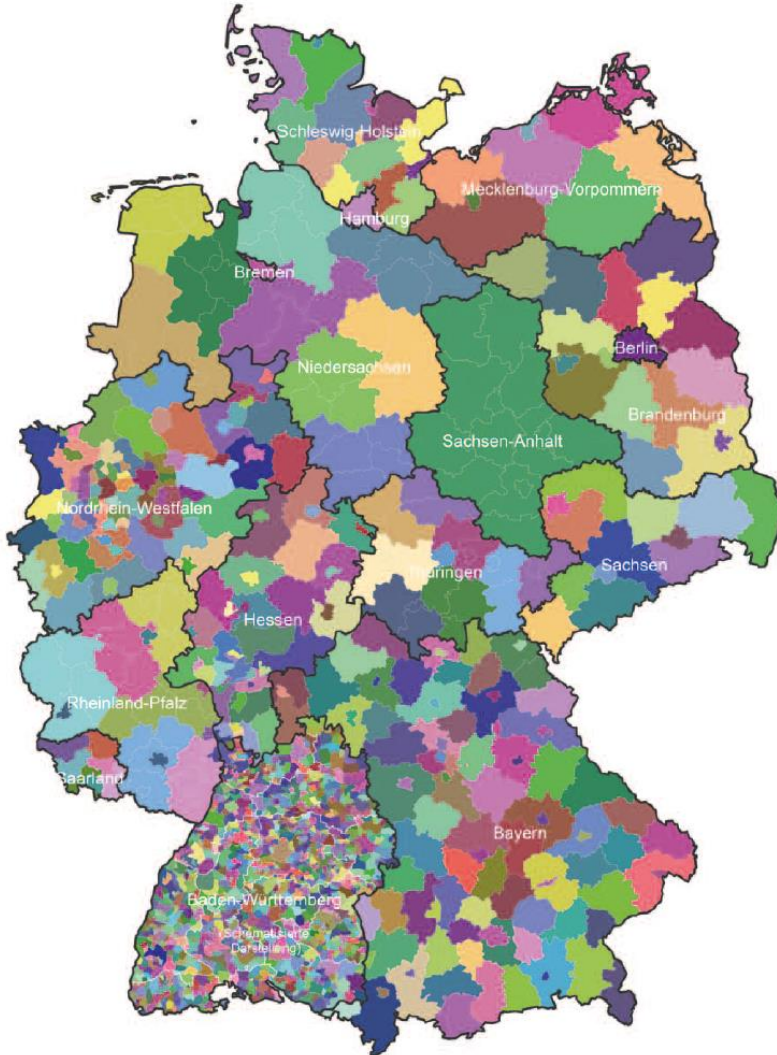 Schleswig-Holstein
Mecklenburg-Vorpommern
Hamburg
Bremen
Berlin
Niedersachsen
Brandenburg
Sachsen-Anhalt
Nordrhein-Westfalen
Sachsen
Thüringen
Hessen
Rheinland-Pfalz
Saarland
Bayern
Baden-Württemberg
(Schematisierte
Darstellung)